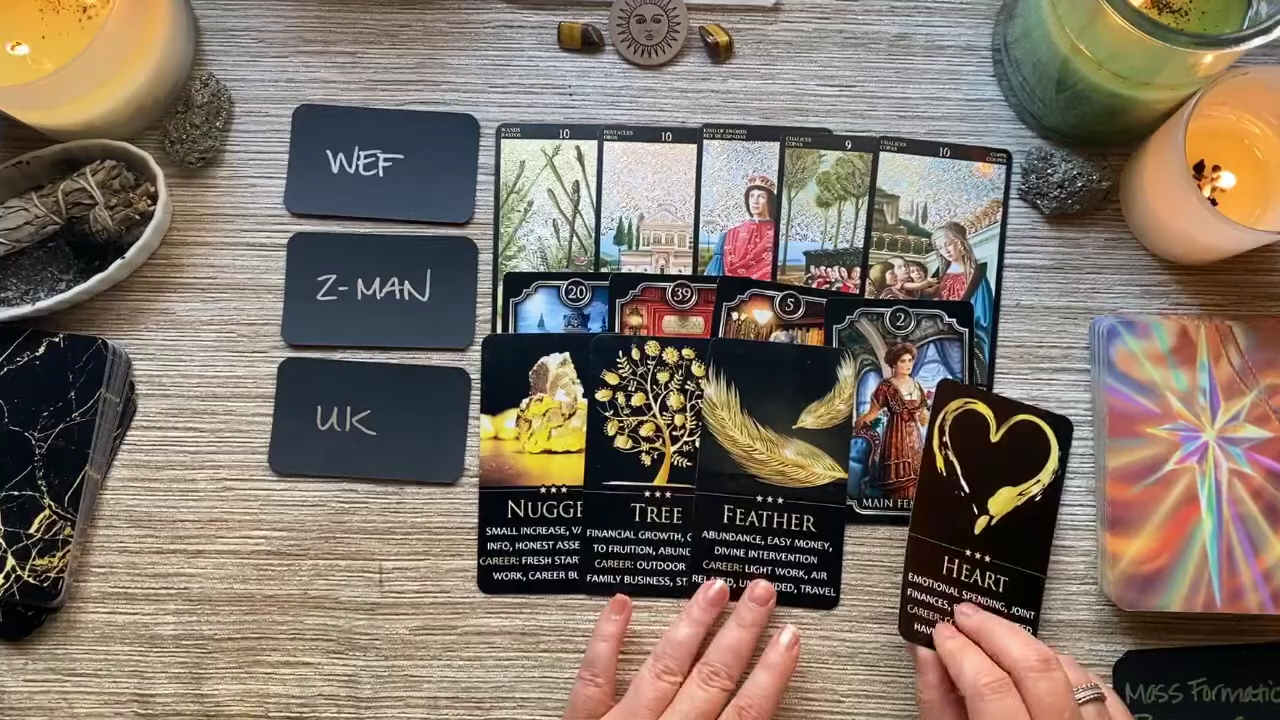 WEF
Z-MAN
UK
WANDS 10
BASTOS
PENTACLES 10
OROS
KING OF SWORDS
REY DE ESPADAS
CHALICES 9
COPAS
CHALICES 10
COPAS
COPPE
COUPES
20
39
5
2
MAIN FEM
NUGGE
SMALL INCREASE, VA
INFO, HONEST ASSE
CAREER: FRESH STAR
WORK, CAREER BU
TREE
FINANCIAL GROWTH, C
TO FRUITION, ABUND
CAREER: OUTDOOR
FAMILY BUSINESS, ST
FEATHER
ABUNDANCE, EASY MONEY,
DIVINE INTERVENTION
CAREER: LIGHT WORK, AIR
TRAVEL
HEART
EMOTIONAL SPENDING, JOINT
FINANCES,
CAREER:
HAV
Mass Formatio